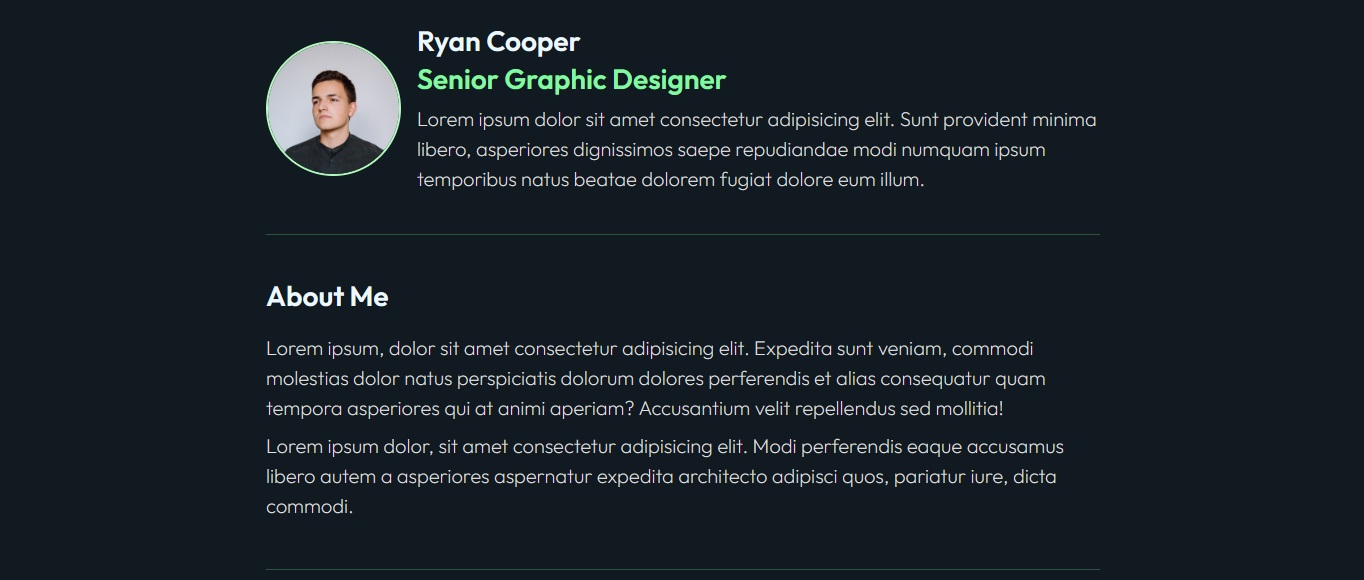 Ryan Cooper
Senior Graphic Designer
Lorem ipsum dolor sit amet consectetur adipisicing elit. Sunt provident minima
libero, asperiores dignissimos saepe repudiandae modi numquam ipsum
temporibus natus beatae dolorem fugiat dolore eum illum.
About Me
Lorem ipsum, dolor sit amet consectetur adipisicing elit. Expedita sunt veniam, commodi
molestias dolor natus perspiciatis dolorum dolores perferendis et alias consequatur quam
tempora asperiores qui at animi aperiam? Accusantium velit repellendus sed mollitia!
Lorem ipsum dolor, sit amet consectetur adipisicing elit. Modi perferendis eaque accusamus
libero autem a asperiores aspernatur expedita architecto adipisci quos, pariatur iure, dicta
commodi.